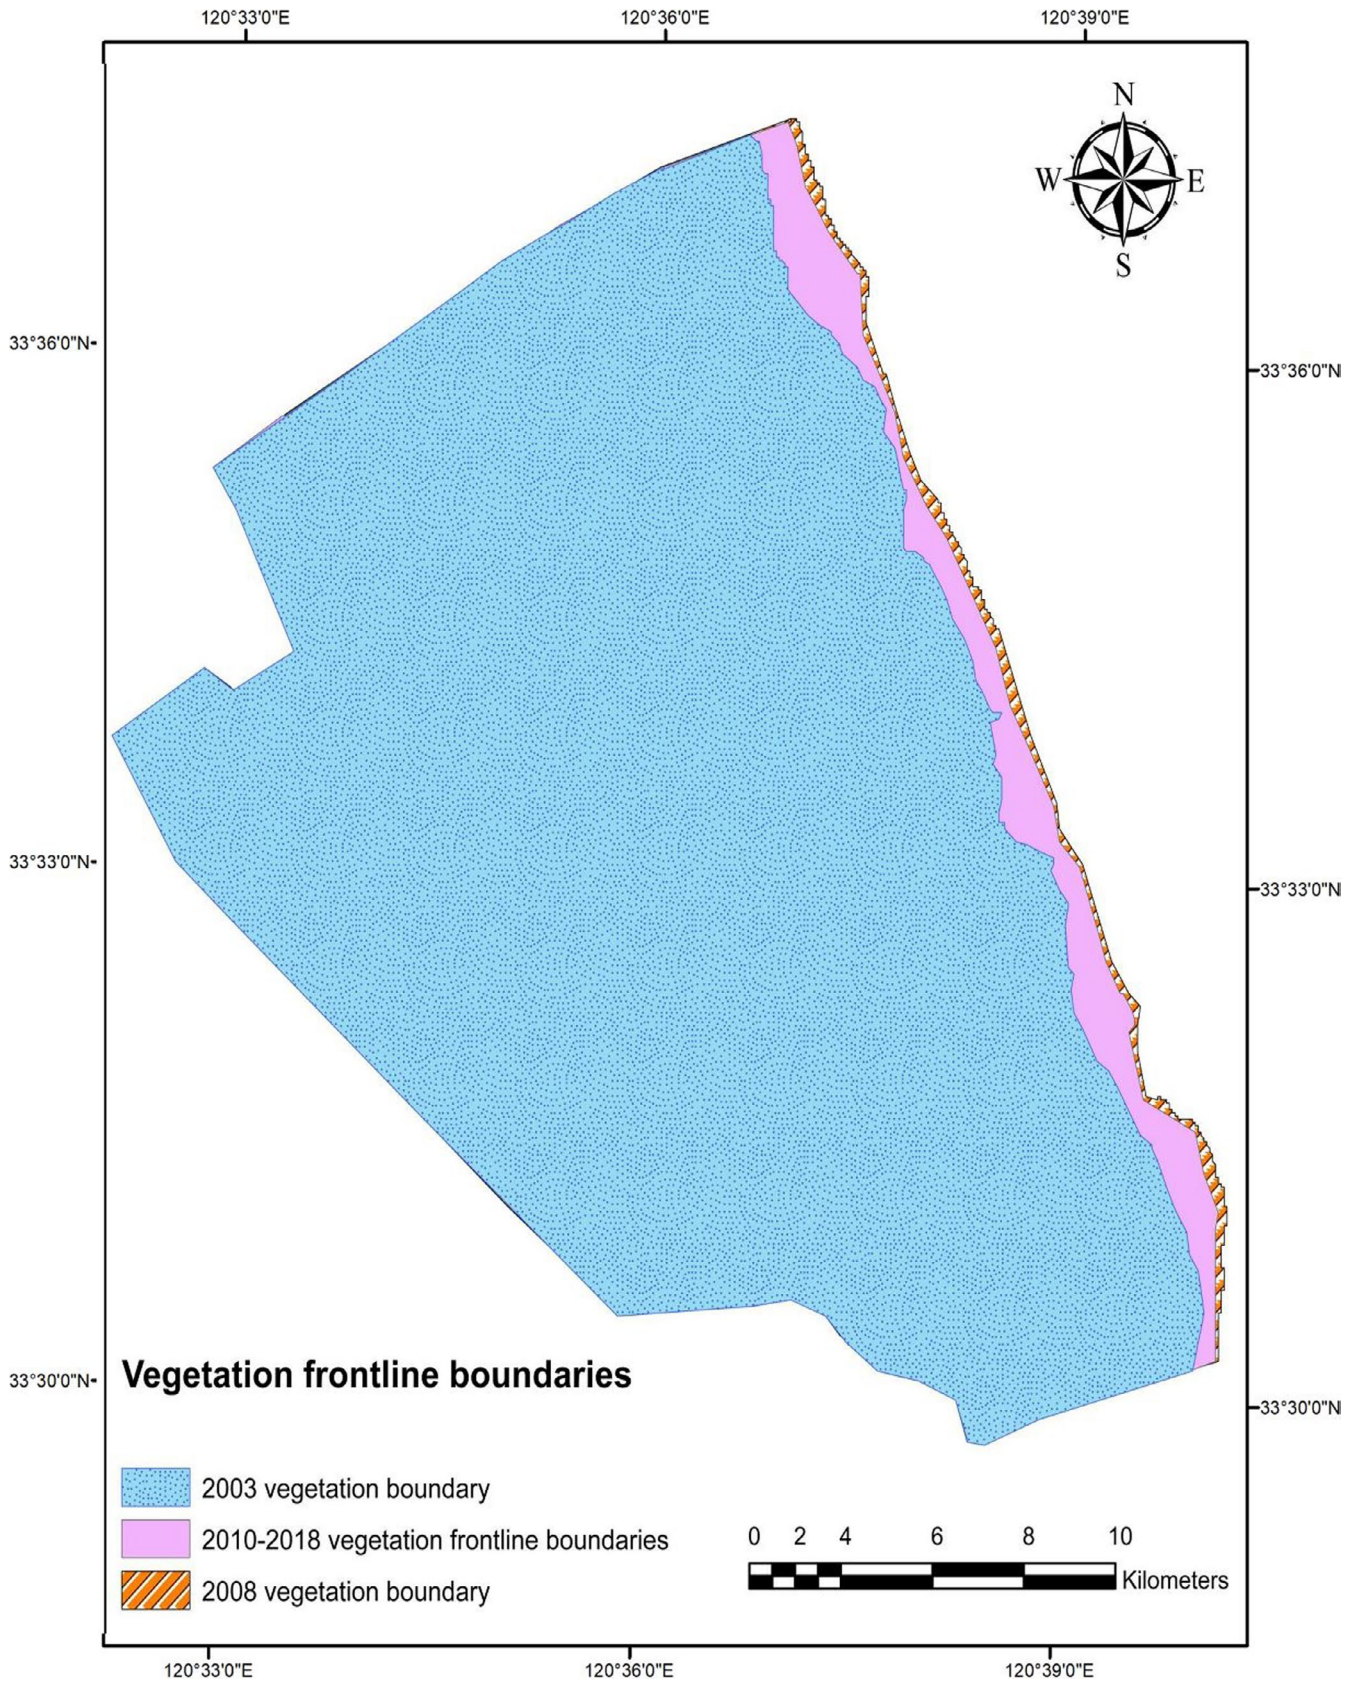 120°33'0"E 120°36'0"E 120°39'0"E
N
W E
S
33°36'0"N
33°36'0"N
33°33'0"N
33°33'0"N
Vegetation frontline boundaries
33°30'0"N
33°30'0"N
2003 vegetation boundary
2010-2018 vegetation frontline boundaries
2008 vegetation boundary
0 2 4 6 8 10
Kilometers
120°33'0"E 120°36'0"E 120°39'0"E